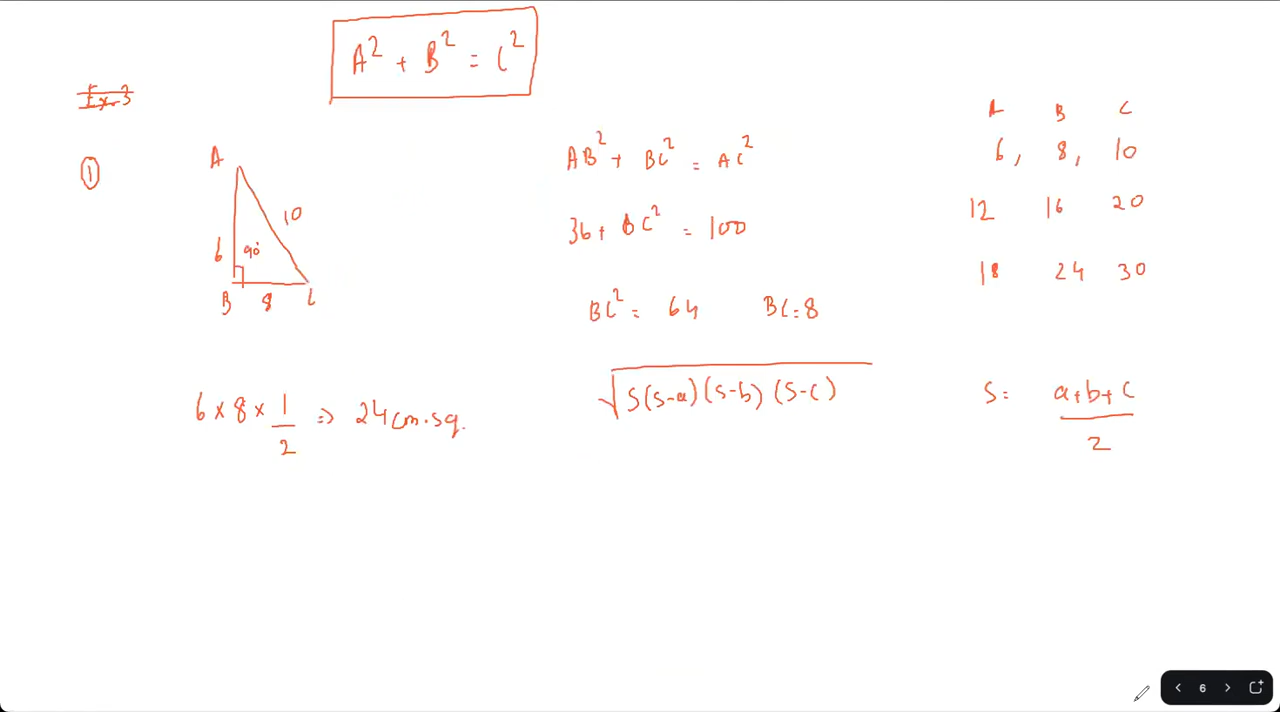 A² + B² = C²
Ex.3
①
A
6
90°
10
B
8
C
AB² + BC² = AC²
36 + BC² = 100
BC² = 64 BC = 8
A B C
6, 8, 10
12 16 20
18 24 30
6 × 8 × 1/2 ⇒ 24 cm.sq.
√S(S-a)(S-b)(S-c)
S = a+b+c/2
6